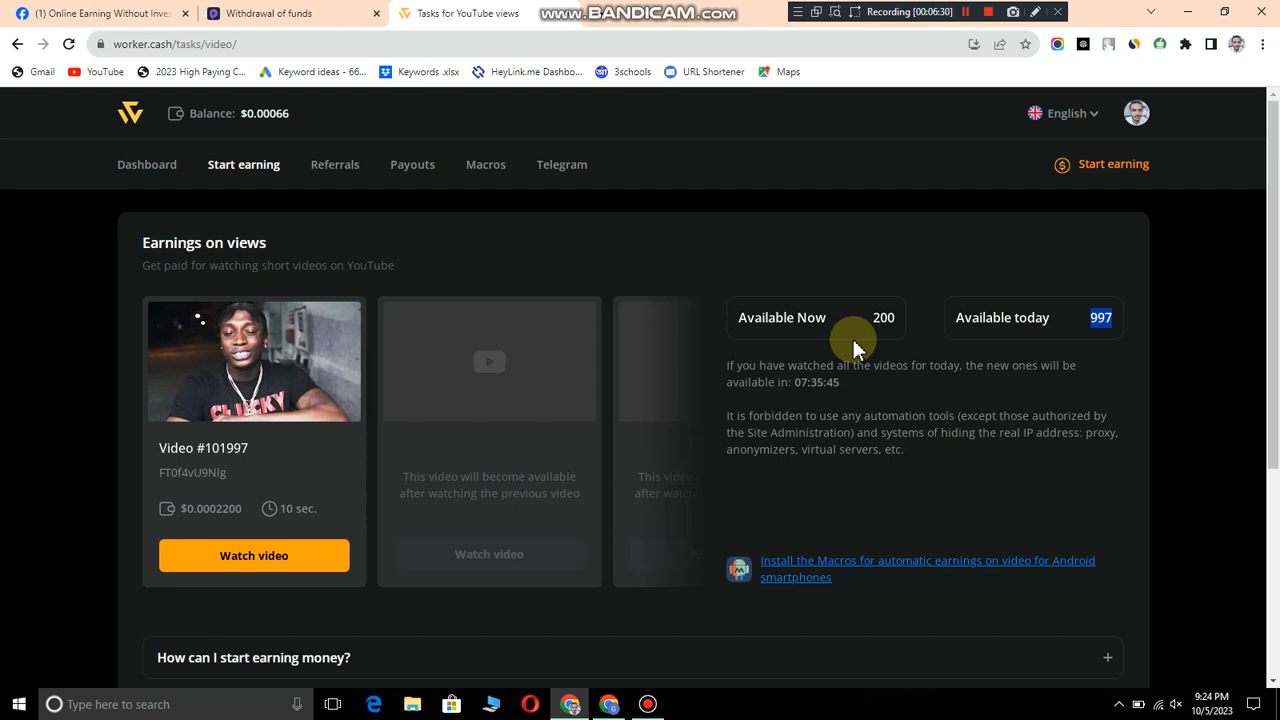 (1) Online Earning Without Inves
Withdrawal of funds
Tasks for YouTube views
www.BANDICAM.com
Recording [00:06:30]
worker.cash/tasks/video/
Gmail
YouTube
2023 High Paying C...
Keyword ideas - 66...
Keywords .xlsx
HeyLink.me Dashbo...
3schools
URL Shortener
Maps
Balance: $0.00066
English
Dashboard
Start earning
Referrals
Payouts
Macros
Telegram
Start earning
Earnings on views
Get paid for watching short videos on YouTube
Available Now 200
Available today 997
If you have watched all the videos for today, the new ones will be
available in: 07:35:45
It is forbidden to use any automation tools (except those authorized by
the Site Administration) and systems of hiding the real IP address: proxy,
anonymizers, virtual servers, etc.
CLUCKY
Video #101997
FT0f4vU9Nlg
$0.0002200 10 sec.
Watch video
This video will become available
after watching the previous video
Watch video
This vide
after watch
Install the Macros for automatic earnings on video for Android
smartphones
How can I start earning money?
Type here to search
9:24 PM
10/5/2023